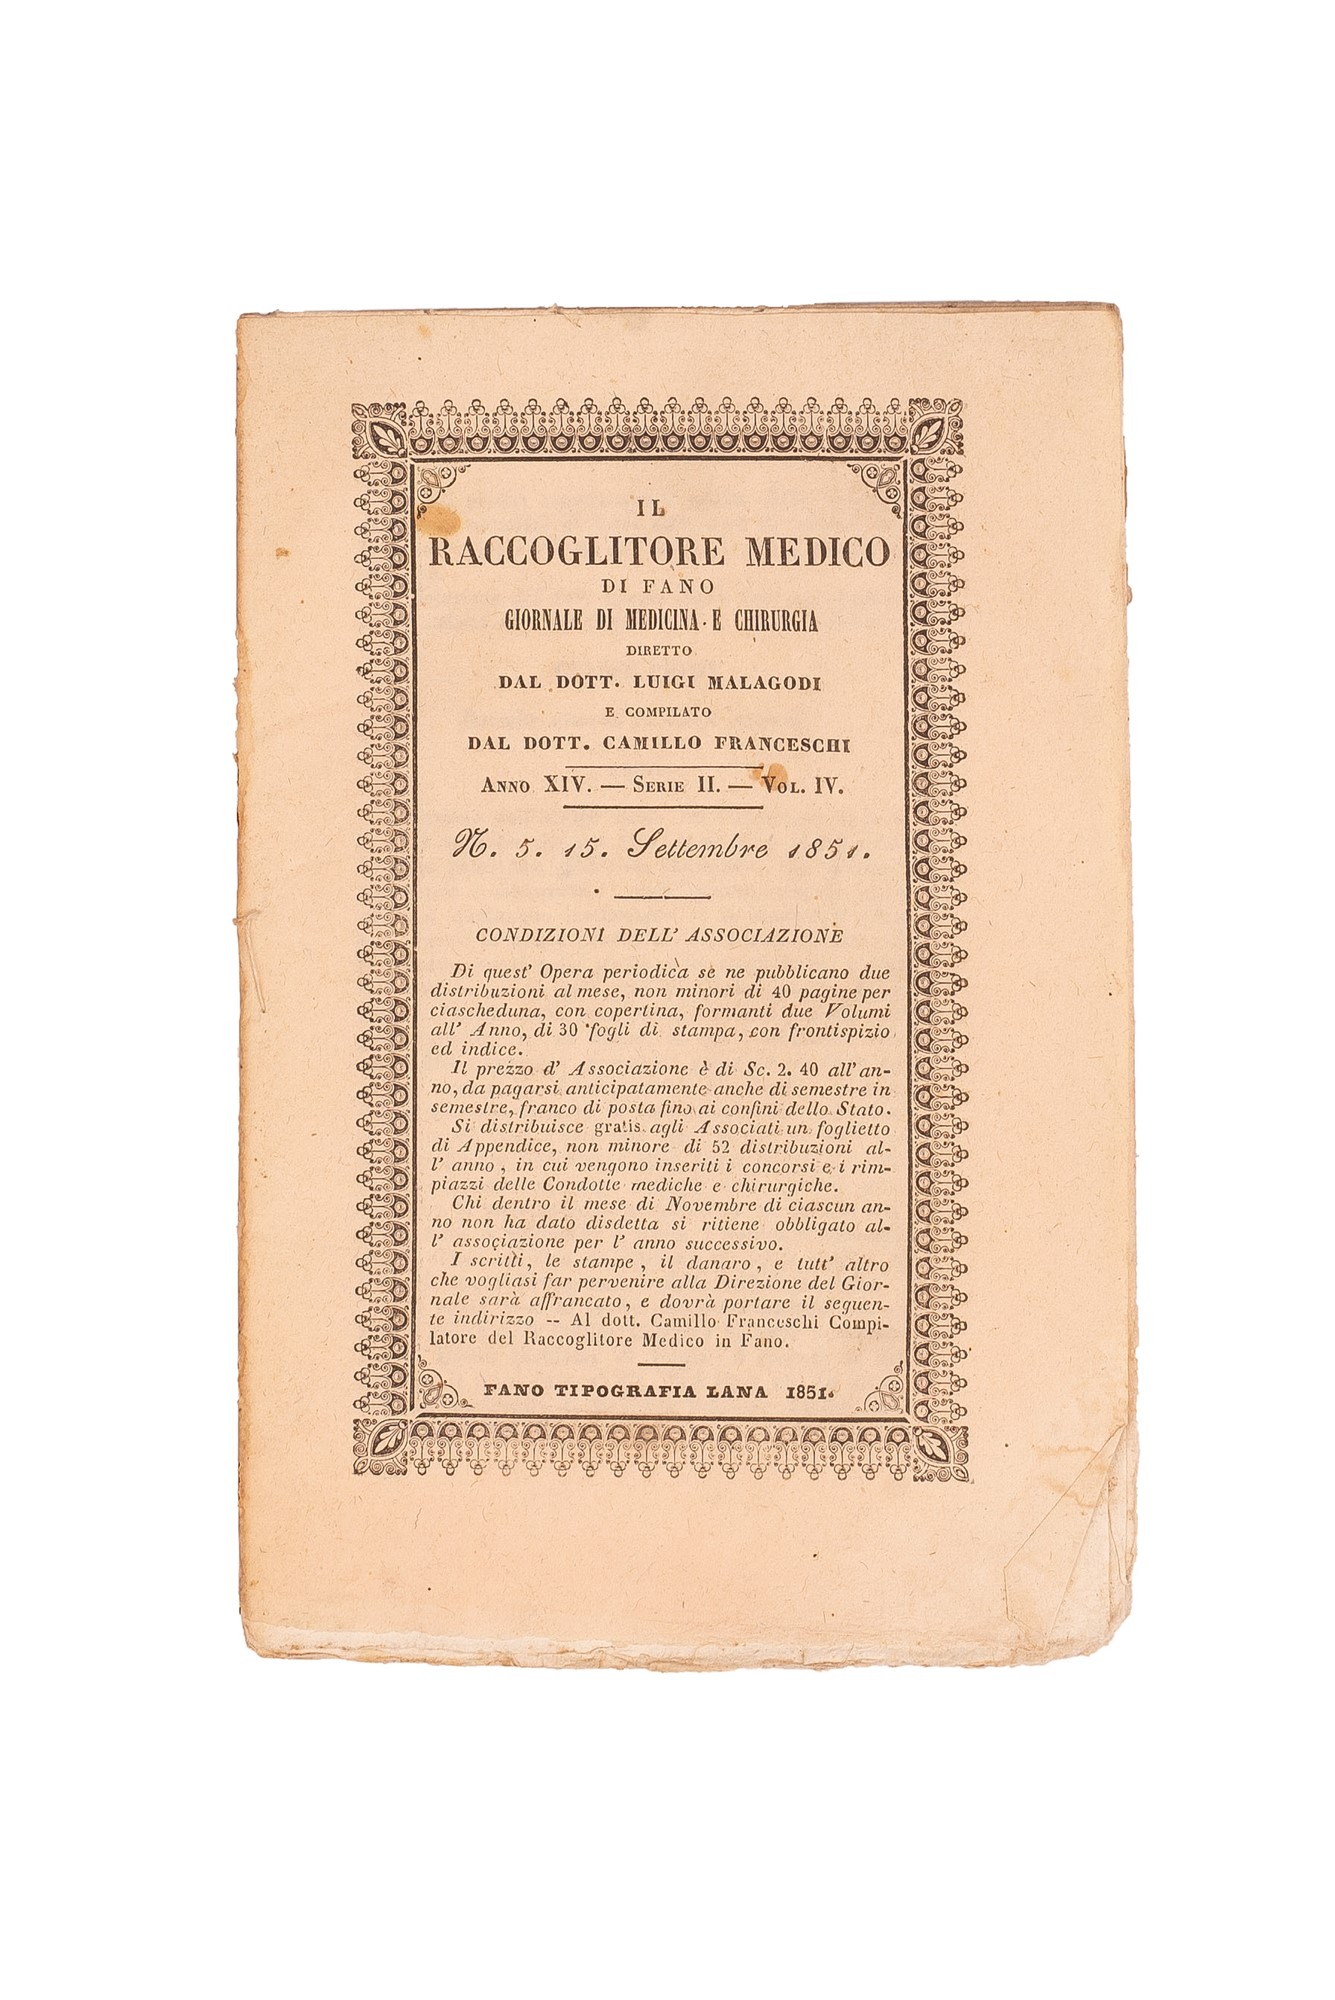 IL
RACCOGLITORE MEDICO
DI FANO
GIORNALE DI MEDICINA E CHIRURGIA
DIRETTO
DAL DOTT. LUIGI MALAGODI
E COMPILATO
DAL DOTT. CAMILLO FRANCESCHI
ANNO XIV. — SERIE II. — VOL. IV.
N. 5. 15. Settembre 1851.
CONDIZIONI DELL' ASSOCIAZIONE
Di quest' Opera periodica se ne pubblicano due
distribuzioni al mese, non minori di 40 pagine per
ciascheduna, con copertina, formanti due Volumi
all' Anno, di 30 fogli di stampa, con frontispizio
ed indice.
Il prezzo d' Associazione è di Sc. 2. 40 all' an-
no, da pagarsi anticipatamente anche di semestre in
semestre, franco di posta fino ai confini dello Stato.
Si distribuisce gratis agli Associati un foglietto
di Appendice, non minore di 52 distribuzioni al-
l' anno, in cui vengono inseriti i concorsi e i rim-
piazzi delle Condotte mediche e chirurgiche.
Chi dentro il mese di Novembre di ciascun an-
no non ha dato disdetta si ritiene obbligato al-
l' associazione per l' anno successivo.
I scritti, le stampe, il danaro, e tutt' altro
che vogliasi far pervenire alla Direzione del Gior-
nale sarà affrancato, e dovrà portare il seguen-
te indirizzo -- Al dott. Camillo Franceschi Compi-
latore del Raccoglitore Medico in Fano.
FANO TIPOGRAFIA LANA 1851.